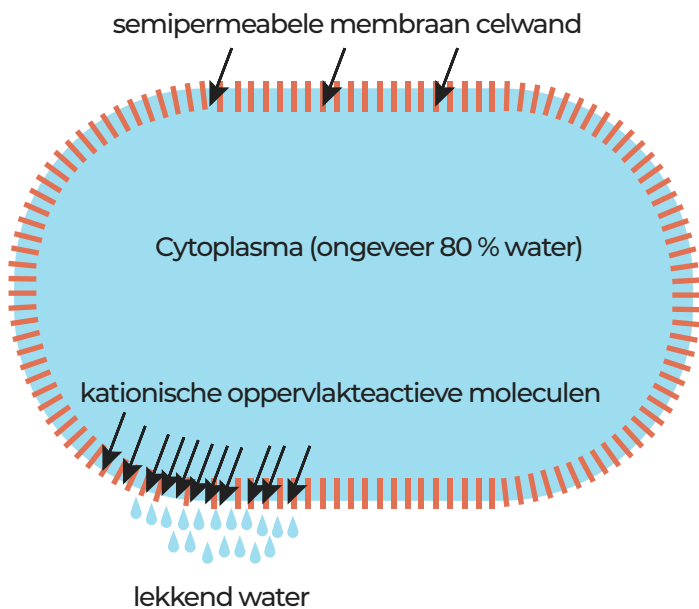 semipermeabele membraan celwand
Cytoplasma (ongeveer 80 % water)
kationische oppervlakteactieve moleculen
lekkend water